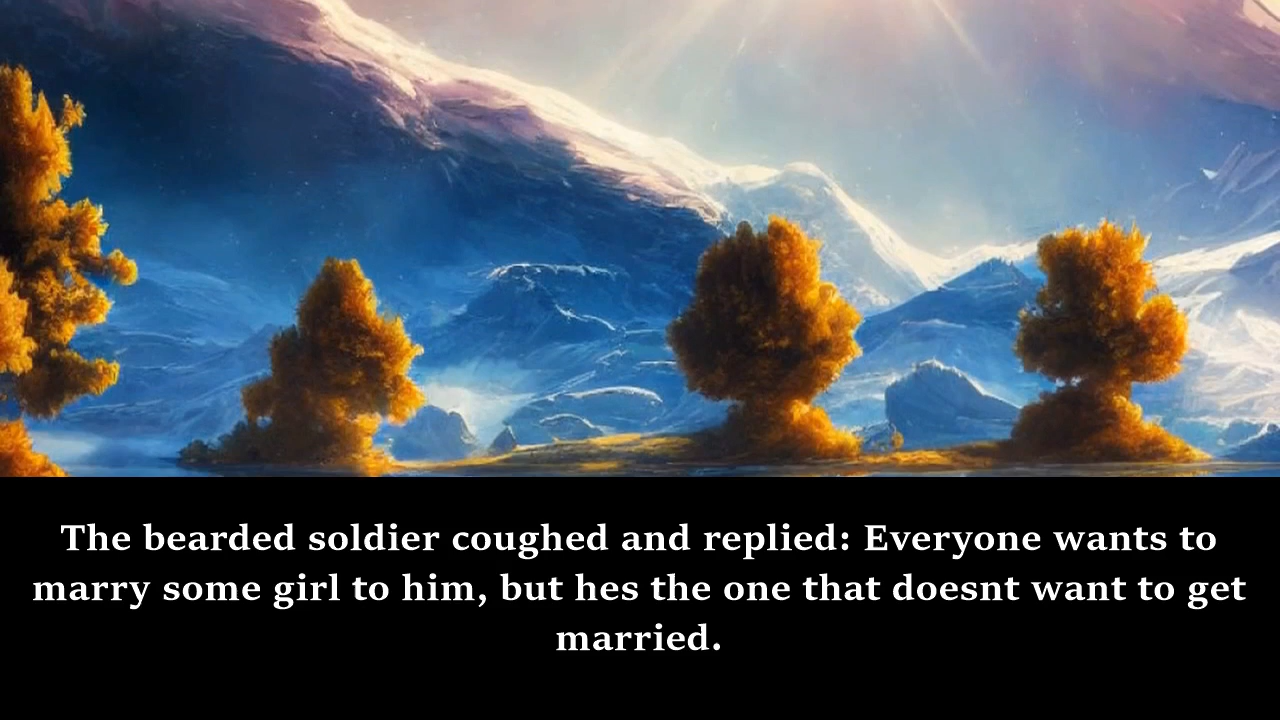 The bearded soldier coughed and replied: Everyone wants to
marry some girl to him, but hes the one that doesnt want to get
married.